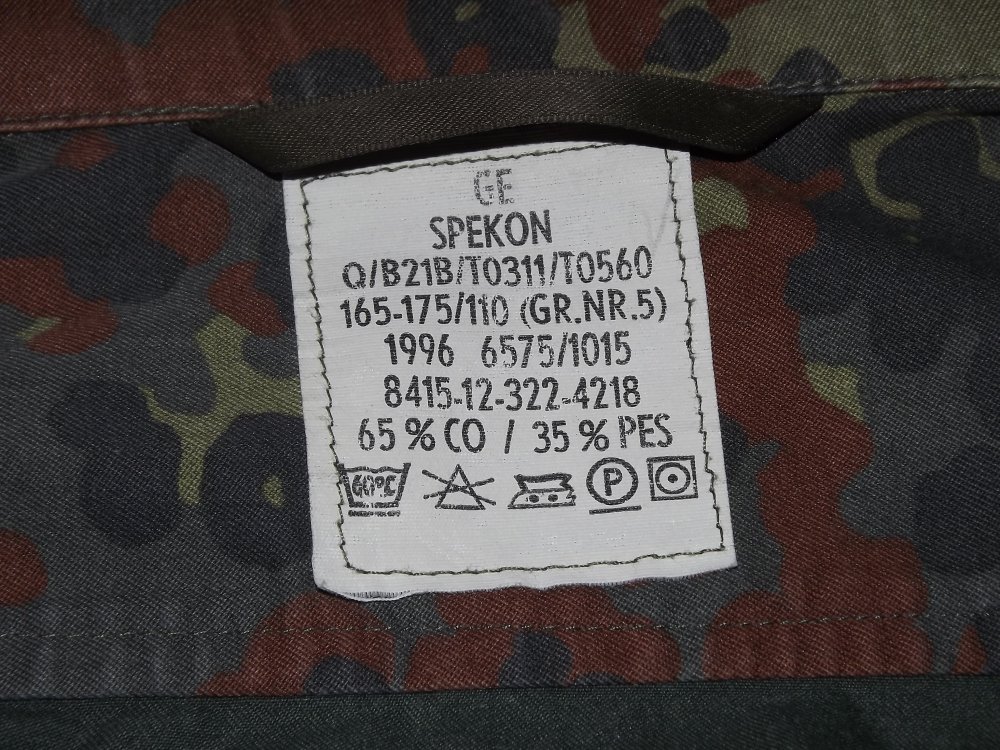 GE
SPEKON
Q/B21B/T0311/T0560
165-175/110 (GR.NR.5)
1996 6575/1015
8415-12-322-4218
65 % CO / 35 % PES
60°C P